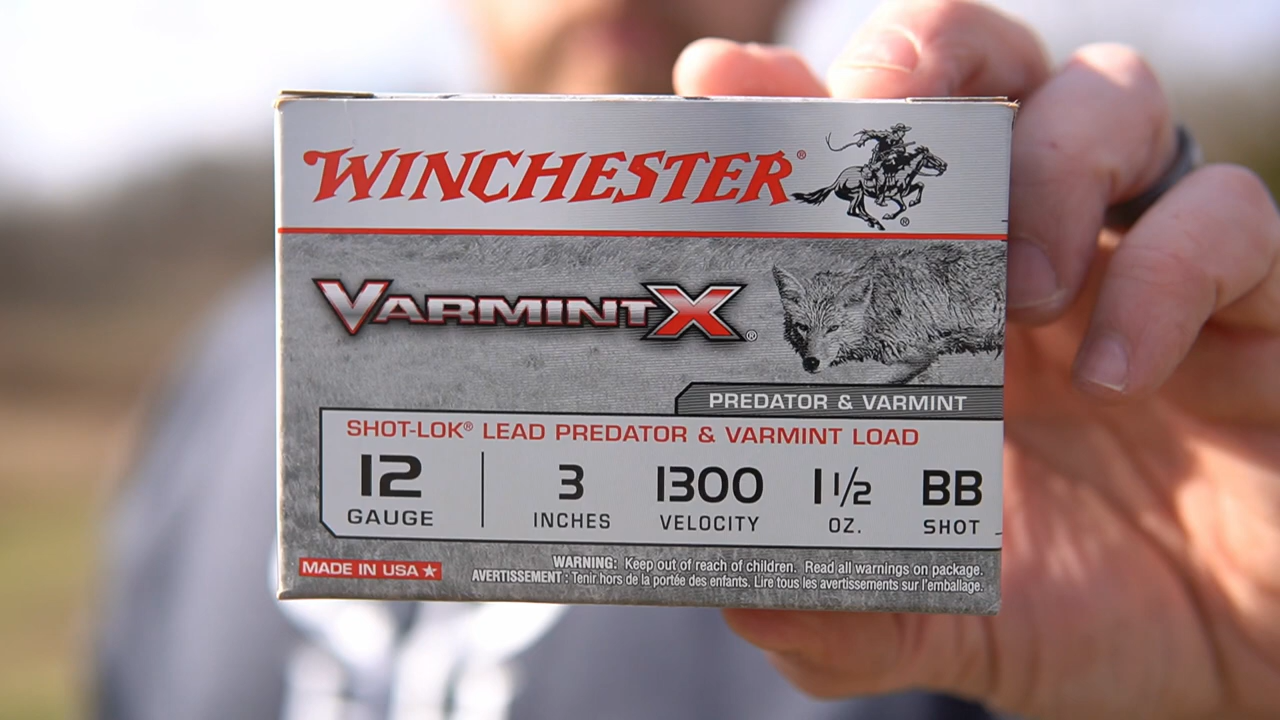 WINCHESTER®
®
VARMINT X®
PREDATOR & VARMINT
SHOT-LOK® LEAD PREDATOR & VARMINT LOAD
12 3 1300 1 1/2 BB
GAUGE INCHES VELOCITY OZ. SHOT
MADE IN USA ★
WARNING: Keep out of reach of children. Read all warnings on package.
AVERTISSEMENT : Tenir hors de la portée des enfants. Lire tous les avertissements sur l'emballage.